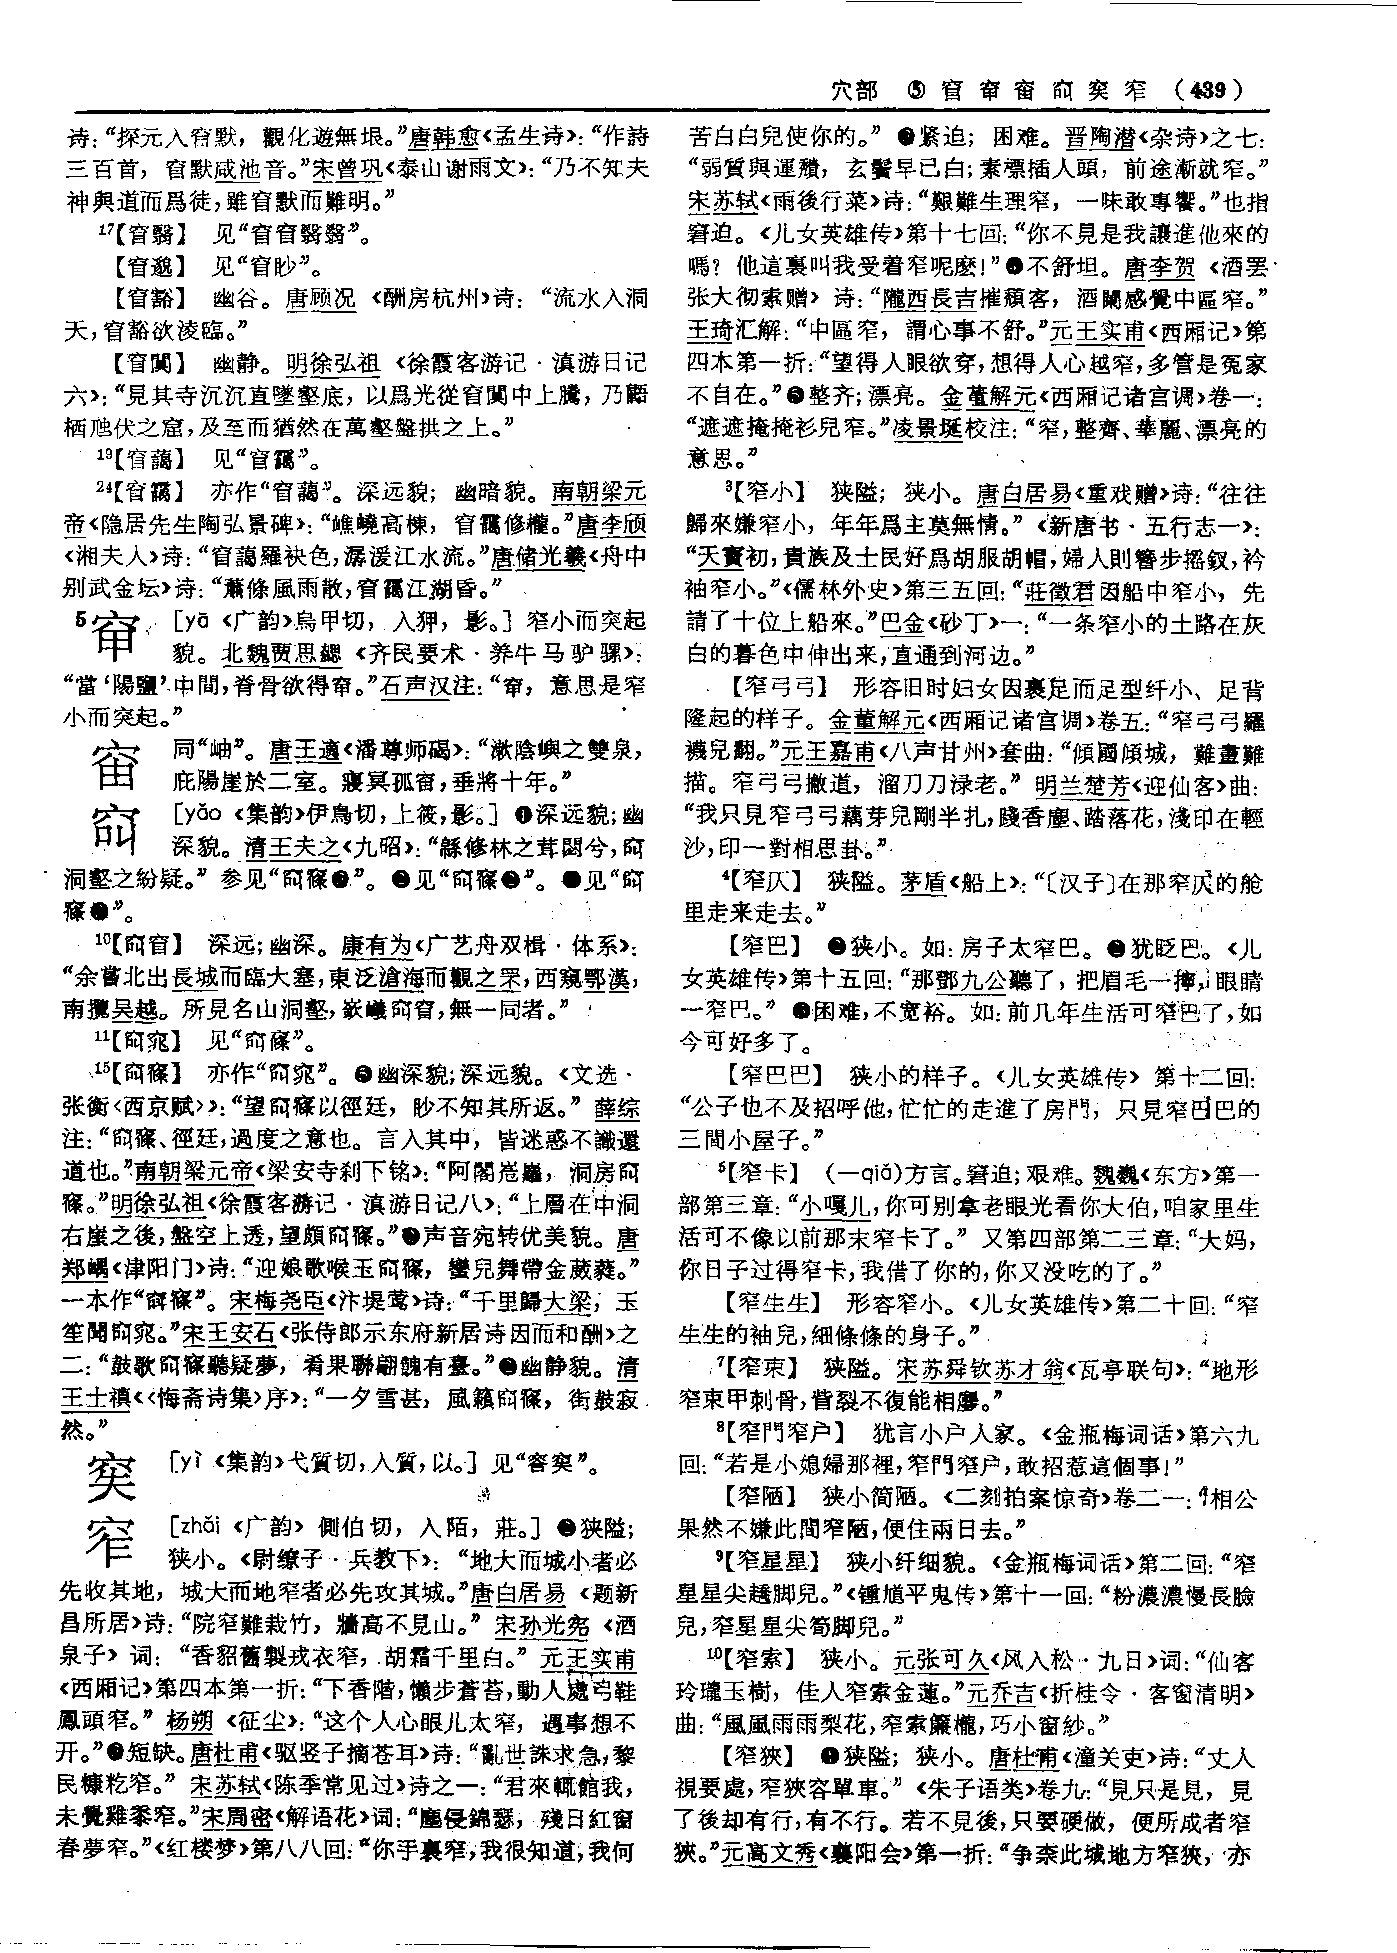 穴部 ⑤ 窅 窂 窋 窈 窔 窄 (439)
诗：“探元入窅默，觀化遊無垠。”唐韩愈《孟生诗》：“作詩
三百首，窅默咸池音。”宋曾巩《泰山谢雨文》：“乃不知夫
神與道而爲徒，雖窅默而難明。”
17【窅翳】 见“窅窅翳翳”。
【窅邈】 见“窅眇”。
【窅豁】 幽谷。唐顾况《酬房杭州》诗：“流水入洞
天，窅豁欲淩臨。”
【窅闃】 幽静。明徐弘祖《徐霞客游记·滇游日记
六》：“見其寺沉沉直墜壑底，以爲光從窅闃中上騰，乃鼯
栖虺伏之窟，及至而猶然在萬壑盤拱之上。”
19【窅藹】 见“窅靄”。
24【窅靄】 亦作“窅藹”。深远貌；幽暗貌。南朝梁元
帝《隐居先生陶弘景碑》：“嶕嶢高棟，窅靄修櫳。”唐李颀
《湘夫人》诗：“窅藹羅袂色，潺湲江水流。”唐储光羲《舟中
别武金坛》诗：“蕭條風雨散，窅靄江湖昏。”
5 [yā《广韵》烏甲切，入狎，影。] 窄小而突起
貌。北魏贾思勰《齐民要术·养牛马驴骡》：
“當‘陽鹽’中間，脊骨欲得窂。”石声汉注：“窂，意思是窄
小而突起。”
同“岫”。唐王適《潘尊师碣》：“漱陰嶼之雙泉，
庇陽崖於二室。寢冥孤宙，垂將十年。”
[yǎo《集韵》伊鳥切，上筱，影。] ❶深远貌；幽
深貌。清王夫之《九昭》：“繇修林之茸閟兮，窵
洞壑之紛疑。”
10 深远；幽深。康有为《广艺舟双楫·体系》：
“余嘗北出長城而臨大塞，東泛滄海而觀之罘，西窺鄂漢，
南攬吴越。所見名山洞壑，嶔巇窵窅，無一同者。”
❶幽深貌；深远貌。《文选·
张衡〈西京赋〉》：“望窵窱以徑廷，眇不知其所返。”薛综
注：“窵窱、徑廷，過度之意也。言入其中，皆迷惑不識還
道也。”南朝梁元帝《梁安寺刹下铭》：“阿閣嵬巍，洞房窵
窱。”明徐弘祖《徐霞客游记·滇游日记八》：“上層在中洞
右崖之後，盤空上透，望頗窵窱。”❷声音宛转优美貌。唐
郑嵎《津阳门》诗：“迎娘歌喉玉窵窱，蠻兒舞帶金葳蕤。”
宋梅尧臣《汴堤莺》诗：“千里歸大梁，玉
笙聞窵窕。”宋王安石《张侍郎示东府新居诗因而和酬》之
二：“鼓歌窵窱聽疑夢，肴果聯翩餽有臺。”❸幽静貌。清
王士禛《〈悔斋诗集〉序》：“一夕雪甚，風籟窵窱，街鼓寂
然。”
窔 [yì《集韵》弋質切，入質，以。]
窄 [zhǎi《广韵》側伯切，入陌，莊。] ❶狭隘；
狭小。《尉缭子·兵教下》：“地大而城小者必
先收其地，城大而地窄者必先攻其城。”唐白居易《题新
昌所居》诗：“院窄難栽竹，牆高不見山。”宋孙光宪《酒
泉子》词：“香貂舊製戎衣窄，胡霜千里白。”元王实甫
《西厢记》第四本第一折：“下香階，懶步蒼苔，動人處弓鞋
鳳頭窄。”杨朔《征尘》：“这个人心眼儿太窄，遇事想不
开。”❷短缺。唐杜甫《驱竖子摘苍耳》诗：“亂世誅求急，黎
民糠籺窄。”宋苏轼《陈季常见过》诗之一：“君來輒館我，
未覺雞黍窄。”宋周密《解语花》词：“塵侵錦瑟，殘日紅窗
春夢窄。”《红楼梦》第八八回：“你手裏窄，我很知道，我何
苦白白兒使你的。”❸紧迫；困难。晋陶潜《杂诗》之七：
“弱質與運頹，玄鬢早已白；素標插人頭，前途漸就窄。”
宋苏轼《雨後行菜》诗：“艱難生理窄，一味敢專饗。”也指
窘迫。《儿女英雄传》第十七回：“你不見是我讓進他來的
嗎？他這裏叫我受着窄呢麽！”❹不舒坦。唐李贺《酒罢
张大彻索赠》诗：“隴西長吉摧頹客，酒闌感覺中區窄。”
王琦汇解：“中區窄，謂心事不舒。”元王实甫《西厢记》第
四本第一折：“望得人眼欲穿，想得人心越窄，多管是冤家
不自在。”❺整齐；漂亮。金董解元《西厢记诸宫调》卷一：
“遮遮掩掩衫兒窄。”凌景埏校注：“窄，整齊、華麗、漂亮的
意思。”
3【窄小】 狭隘；狭小。唐白居易《重戏赠》诗：“往往
歸來嫌窄小，年年爲主莫無情。”《新唐书·五行志一》：
“天寶初，貴族及士民好爲胡服胡帽，婦人則簪步摇釵，衿
袖窄小。”《儒林外史》第三五回：“莊徵君因船中窄小，先
請了十位上船來。”巴金《砂丁》一：“一条窄小的土路在灰
白的暮色中伸出来，直通到河边。”
【窄弓弓】 形容旧时妇女因裹足而足型纤小、足背
隆起的样子。金董解元《西厢记诸宫调》卷五：“窄弓弓羅
襪兒翻。”元王嘉甫《八声甘州》套曲：“傾國傾城，難畫難
描。窄弓弓撇道，溜刀刀渌老。”明兰楚芳《迎仙客》曲：
“我只見窄弓弓藕芽兒剛半扎，踐香塵、踏落花，淺印在輕
沙，印一對相思卦。”
4【窄仄】 狭隘。茅盾《船上》：“〔汉子〕在那窄仄的舱
里走来走去。”
【窄巴】 ❶狭小。如：房子太窄巴。❷犹眨巴。《儿
女英雄传》第十五回：“那鄧九公聽了，把眉毛一擰，眼睛
一窄巴。”❸困难，不宽裕。如：前几年生活可窄巴了，如
今可好多了。
【窄巴巴】 狭小的样子。《儿女英雄传》第十二回：
“公子也不及招呼他，忙忙的走進了房門，只見窄巴巴的
三間小屋子。”
5【窄卡】 (—qiǎ)方言。窘迫；艰难。魏巍《东方》第一
部第三章：“小嘎儿，你可别拿老眼光看你大伯，咱家里生
活可不像以前那末窄卡了。”又第四部第二三章：“大妈，
你日子过得窄卡，我借了你的，你又没吃的了。”
【窄生生】 形容窄小。《儿女英雄传》第二十回：“窄
生生的袖兒，細條條的身子。”
7【窄束】 狭隘。宋苏舜钦苏才翁《瓦亭联句》：“地形
窄束甲刺骨，眥裂不復能相靡。”
8【窄門窄户】 犹言小户人家。《金瓶梅词话》第六九
回：“若是小媳婦那裡，窄門窄户，敢招惹這個事！”
【窄陋】 狭小简陋。《二刻拍案惊奇》卷二一：“相公
果然不嫌此間窄陋，便住兩日去。”
9【窄星星】 狭小纤细貌。《金瓶梅词话》第二回：“窄
星星尖趫脚兒。”《锺馗平鬼传》第十一回：“粉濃濃慢長臉
兒，窄星星尖筍脚兒。”
10【窄索】 狭小。元张可久《风入松·九日》词：“仙客
玲瓏玉樹，佳人窄索金蓮。”元乔吉《折桂令·客窗清明》
曲：“風風雨雨梨花，窄索簾櫳，巧小窗紗。”
【窄狹】 ❶狭隘；狭小。唐杜甫《潼关吏》诗：“丈人
視要處，窄狹容單車。”《朱子语类》卷九：“見只是見，見
了後却有行，有不行。若不見後，只要硬做，便所成者窄
狹。”元高文秀《襄阳会》第一折：“争柰此城地方窄狹，亦